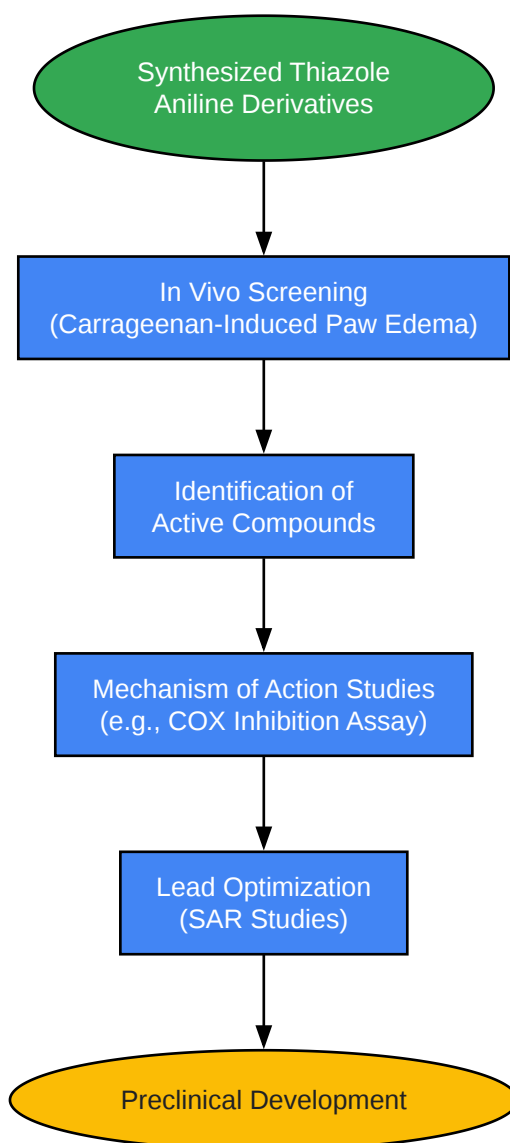 Synthesized Thiazole
Aniline Derivatives
In Vivo Screening
(Carrageenan-Induced Paw Edema)
Identification of
Active Compounds
Mechanism of Action Studies
(e.g., COX Inhibition Assay)
Lead Optimization
(SAR Studies)
Preclinical Development